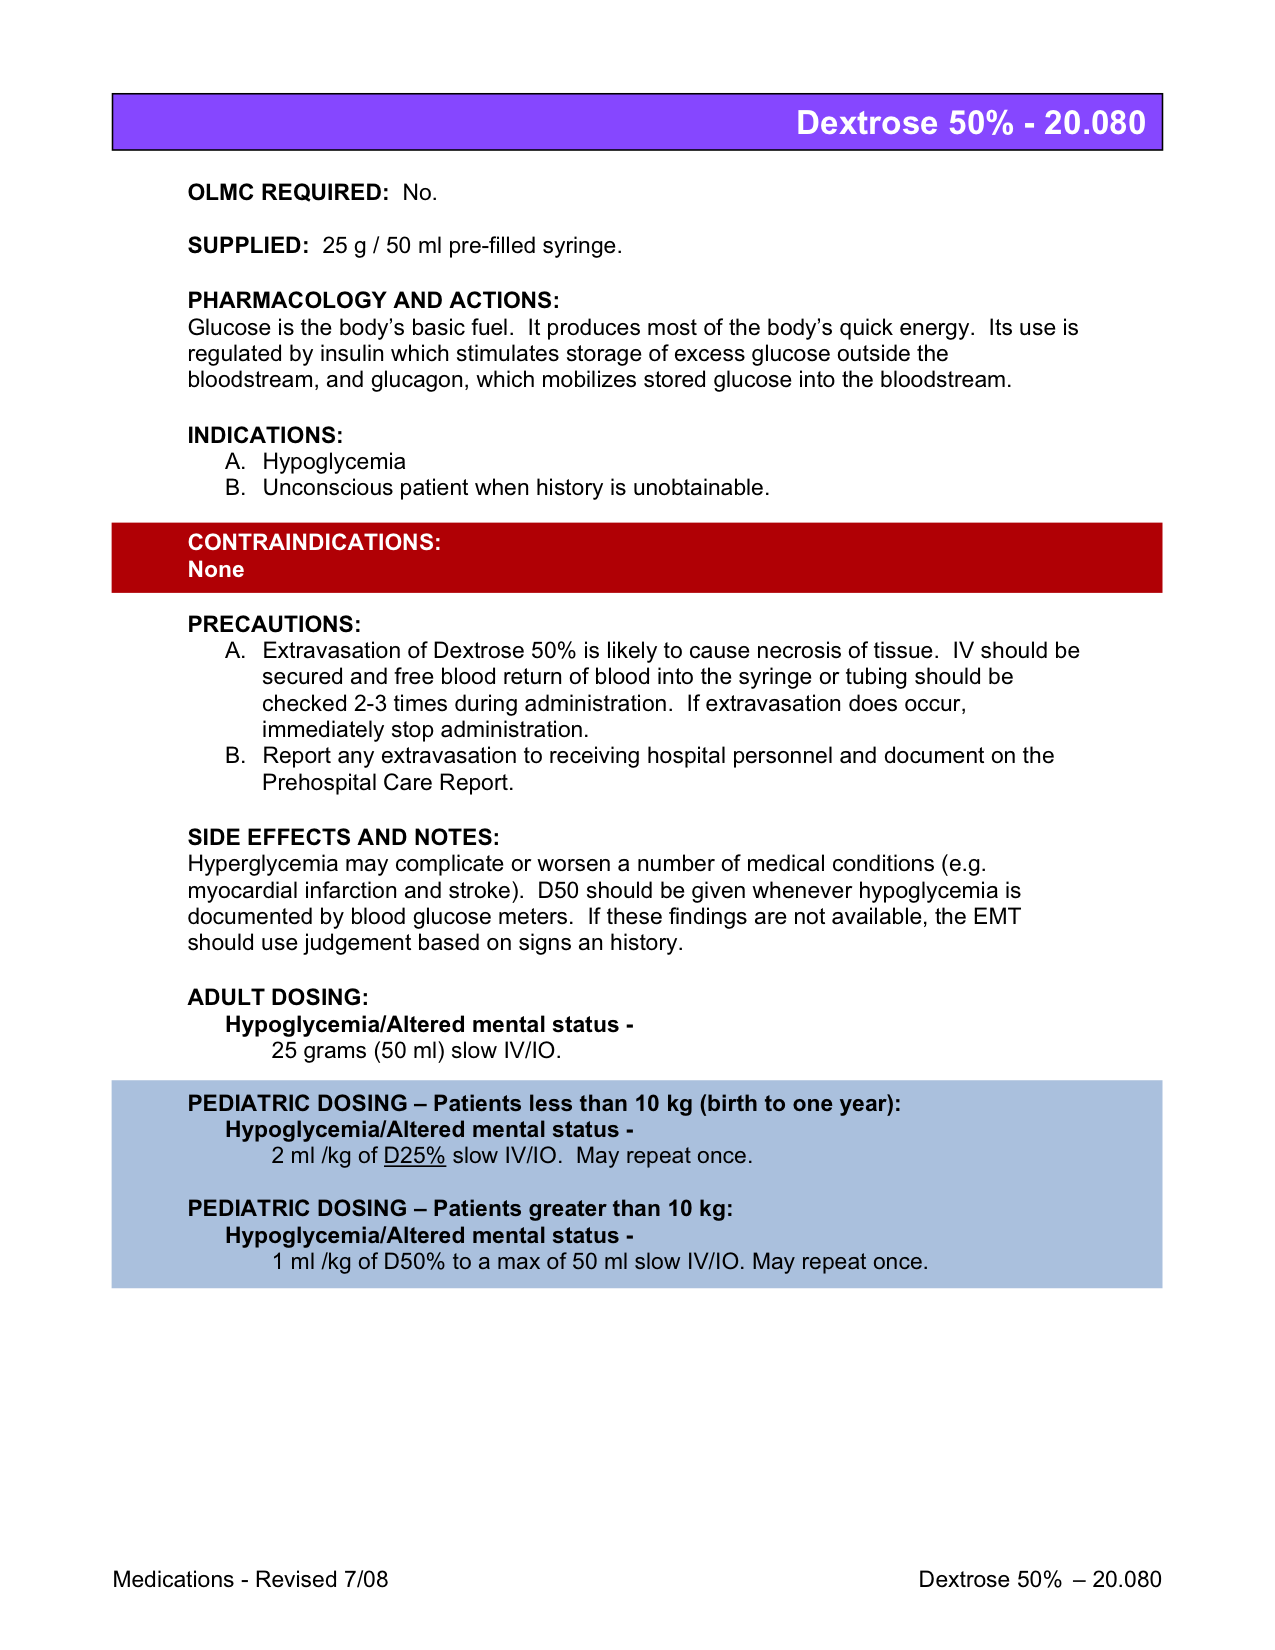 Dextrose 50% - 20.080
OLMC REQUIRED: No.
SUPPLIED: 25 g / 50 ml pre-filled syringe.
PHARMACOLOGY AND ACTIONS:
Glucose is the body’s basic fuel. It produces most of the body’s quick energy. Its use is
regulated by insulin which stimulates storage of excess glucose outside the
bloodstream, and glucagon, which mobilizes stored glucose into the bloodstream.
INDICATIONS:
A. Hypoglycemia
B. Unconscious patient when history is unobtainable.
CONTRAINDICATIONS:
None
PRECAUTIONS:
A. Extravasation of Dextrose 50% is likely to cause necrosis of tissue. IV should be
secured and free blood return of blood into the syringe or tubing should be
checked 2-3 times during administration. If extravasation does occur,
immediately stop administration.
B. Report any extravasation to receiving hospital personnel and document on the
Prehospital Care Report.
SIDE EFFECTS AND NOTES:
Hyperglycemia may complicate or worsen a number of medical conditions (e.g.
myocardial infarction and stroke). D50 should be given whenever hypoglycemia is
documented by blood glucose meters. If these findings are not available, the EMT
should use judgement based on signs an history.
ADULT DOSING:
Hypoglycemia/Altered mental status -
25 grams (50 ml) slow IV/IO.
PEDIATRIC DOSING – Patients less than 10 kg (birth to one year):
Hypoglycemia/Altered mental status -
2 ml /kg of D25% slow IV/IO. May repeat once.
PEDIATRIC DOSING – Patients greater than 10 kg:
Hypoglycemia/Altered mental status -
1 ml /kg of D50% to a max of 50 ml slow IV/IO. May repeat once.
Medications - Revised 7/08
Dextrose 50% – 20.080